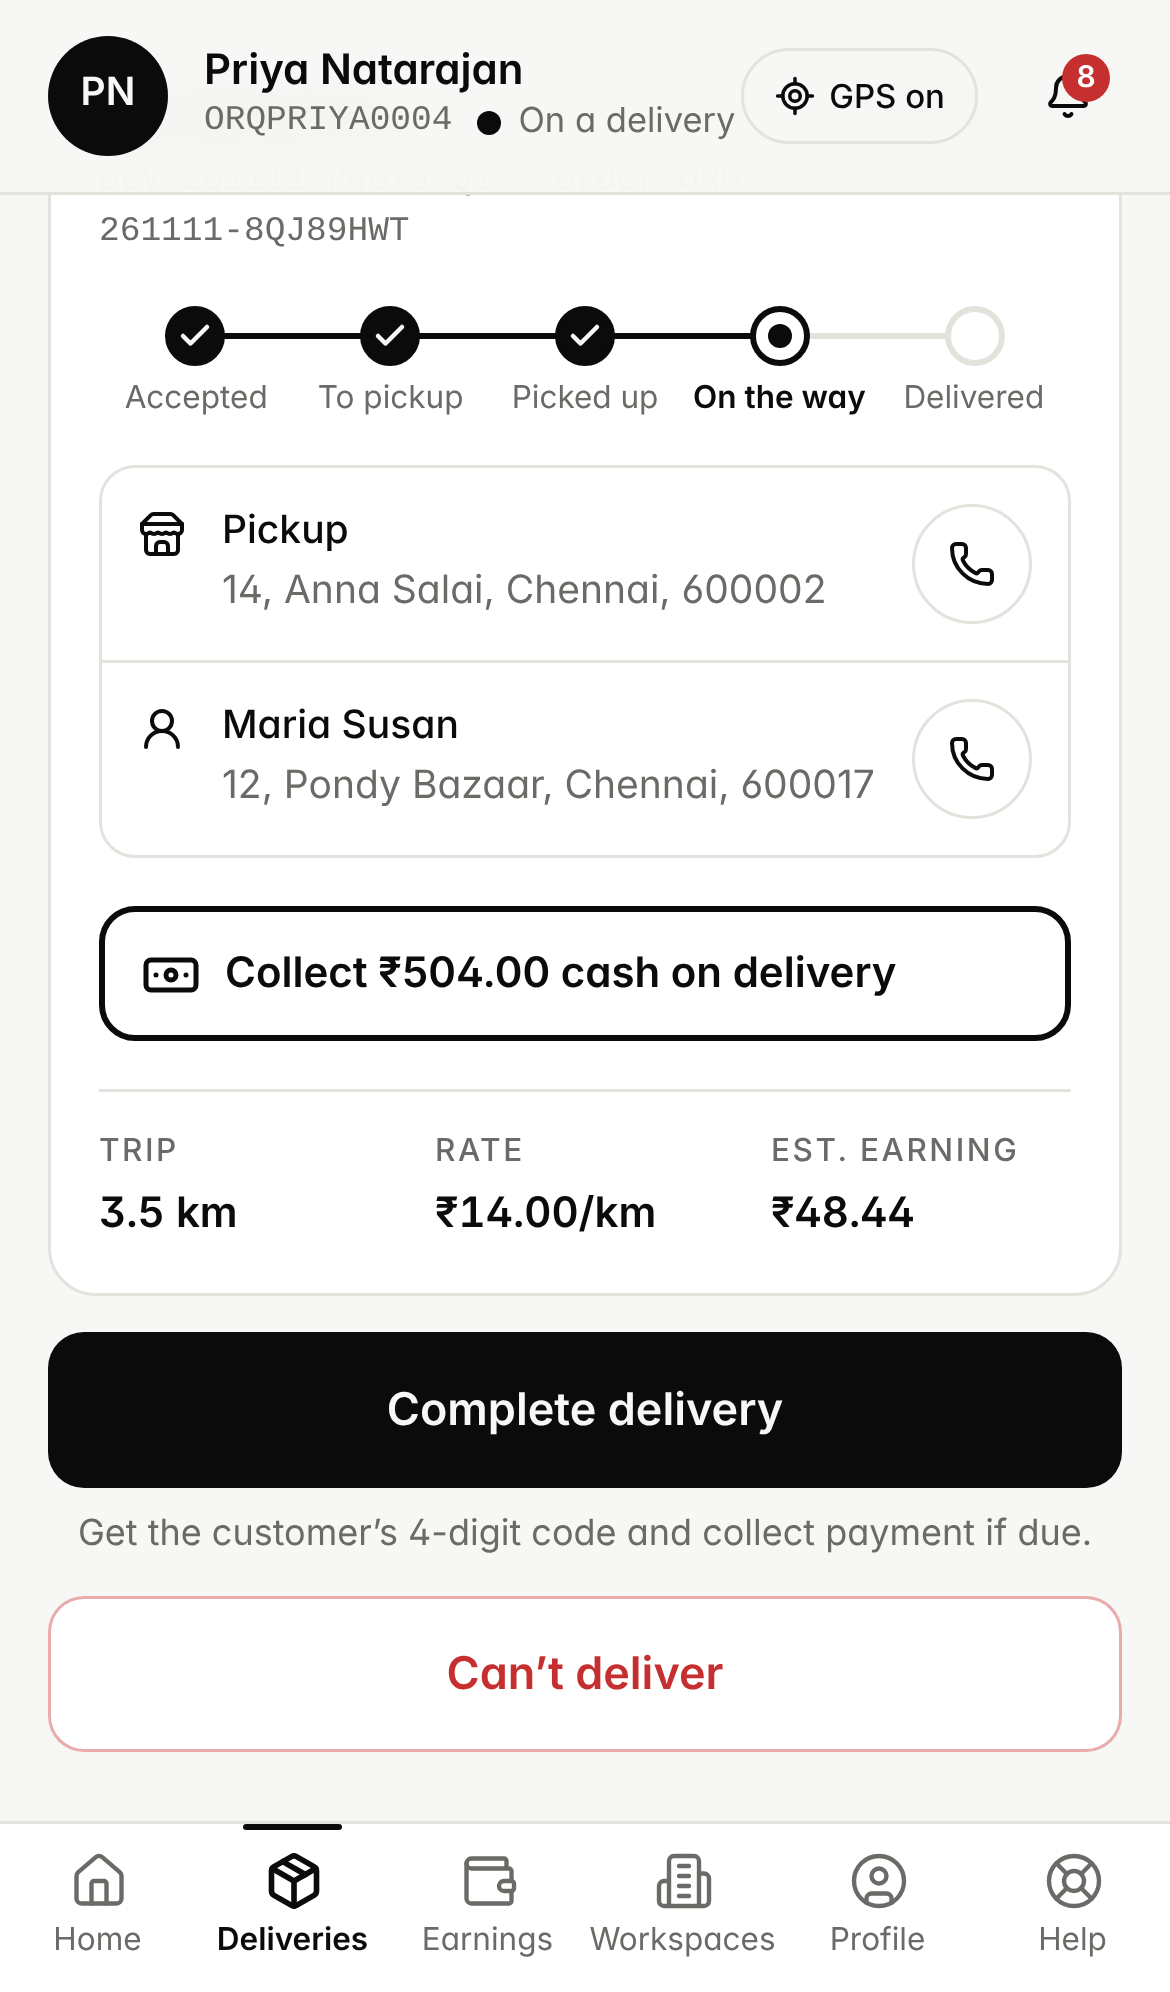 PN
Priya Natarajan
ORQPRIYA0004 On a delivery
GPS on
8
261111-8QJ89HWT
Accepted To pickup Picked up On the way Delivered
Pickup
14, Anna Salai, Chennai, 600002
Maria Susan
12, Pondy Bazaar, Chennai, 600017
Collect ₹504.00 cash on delivery
TRIP RATE EST. EARNING
3.5 km ₹14.00/km ₹48.44
Complete delivery
Get the customer’s 4-digit code and collect payment if due.
Can’t deliver
Home Deliveries Earnings Workspaces Profile Help